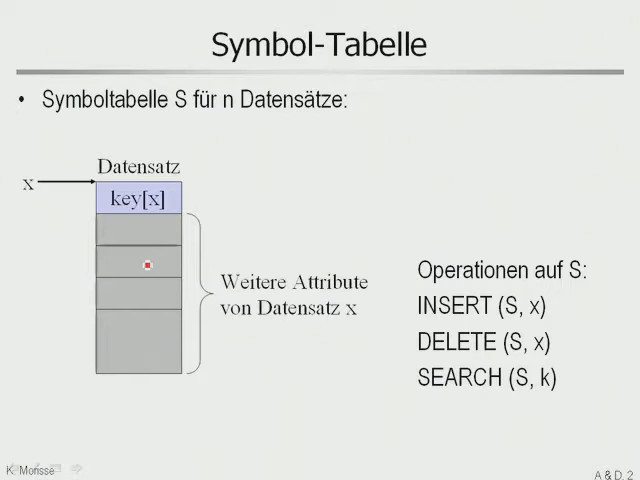 Symbol-Tabelle
• Symboltabelle S für n Datensätze:
Datensatz
x
key[x]
Weitere Attribute
von Datensatz x
Operationen auf S:
INSERT (S, x)
DELETE (S, x)
SEARCH (S, k)
K. Morisse
A & D. 2